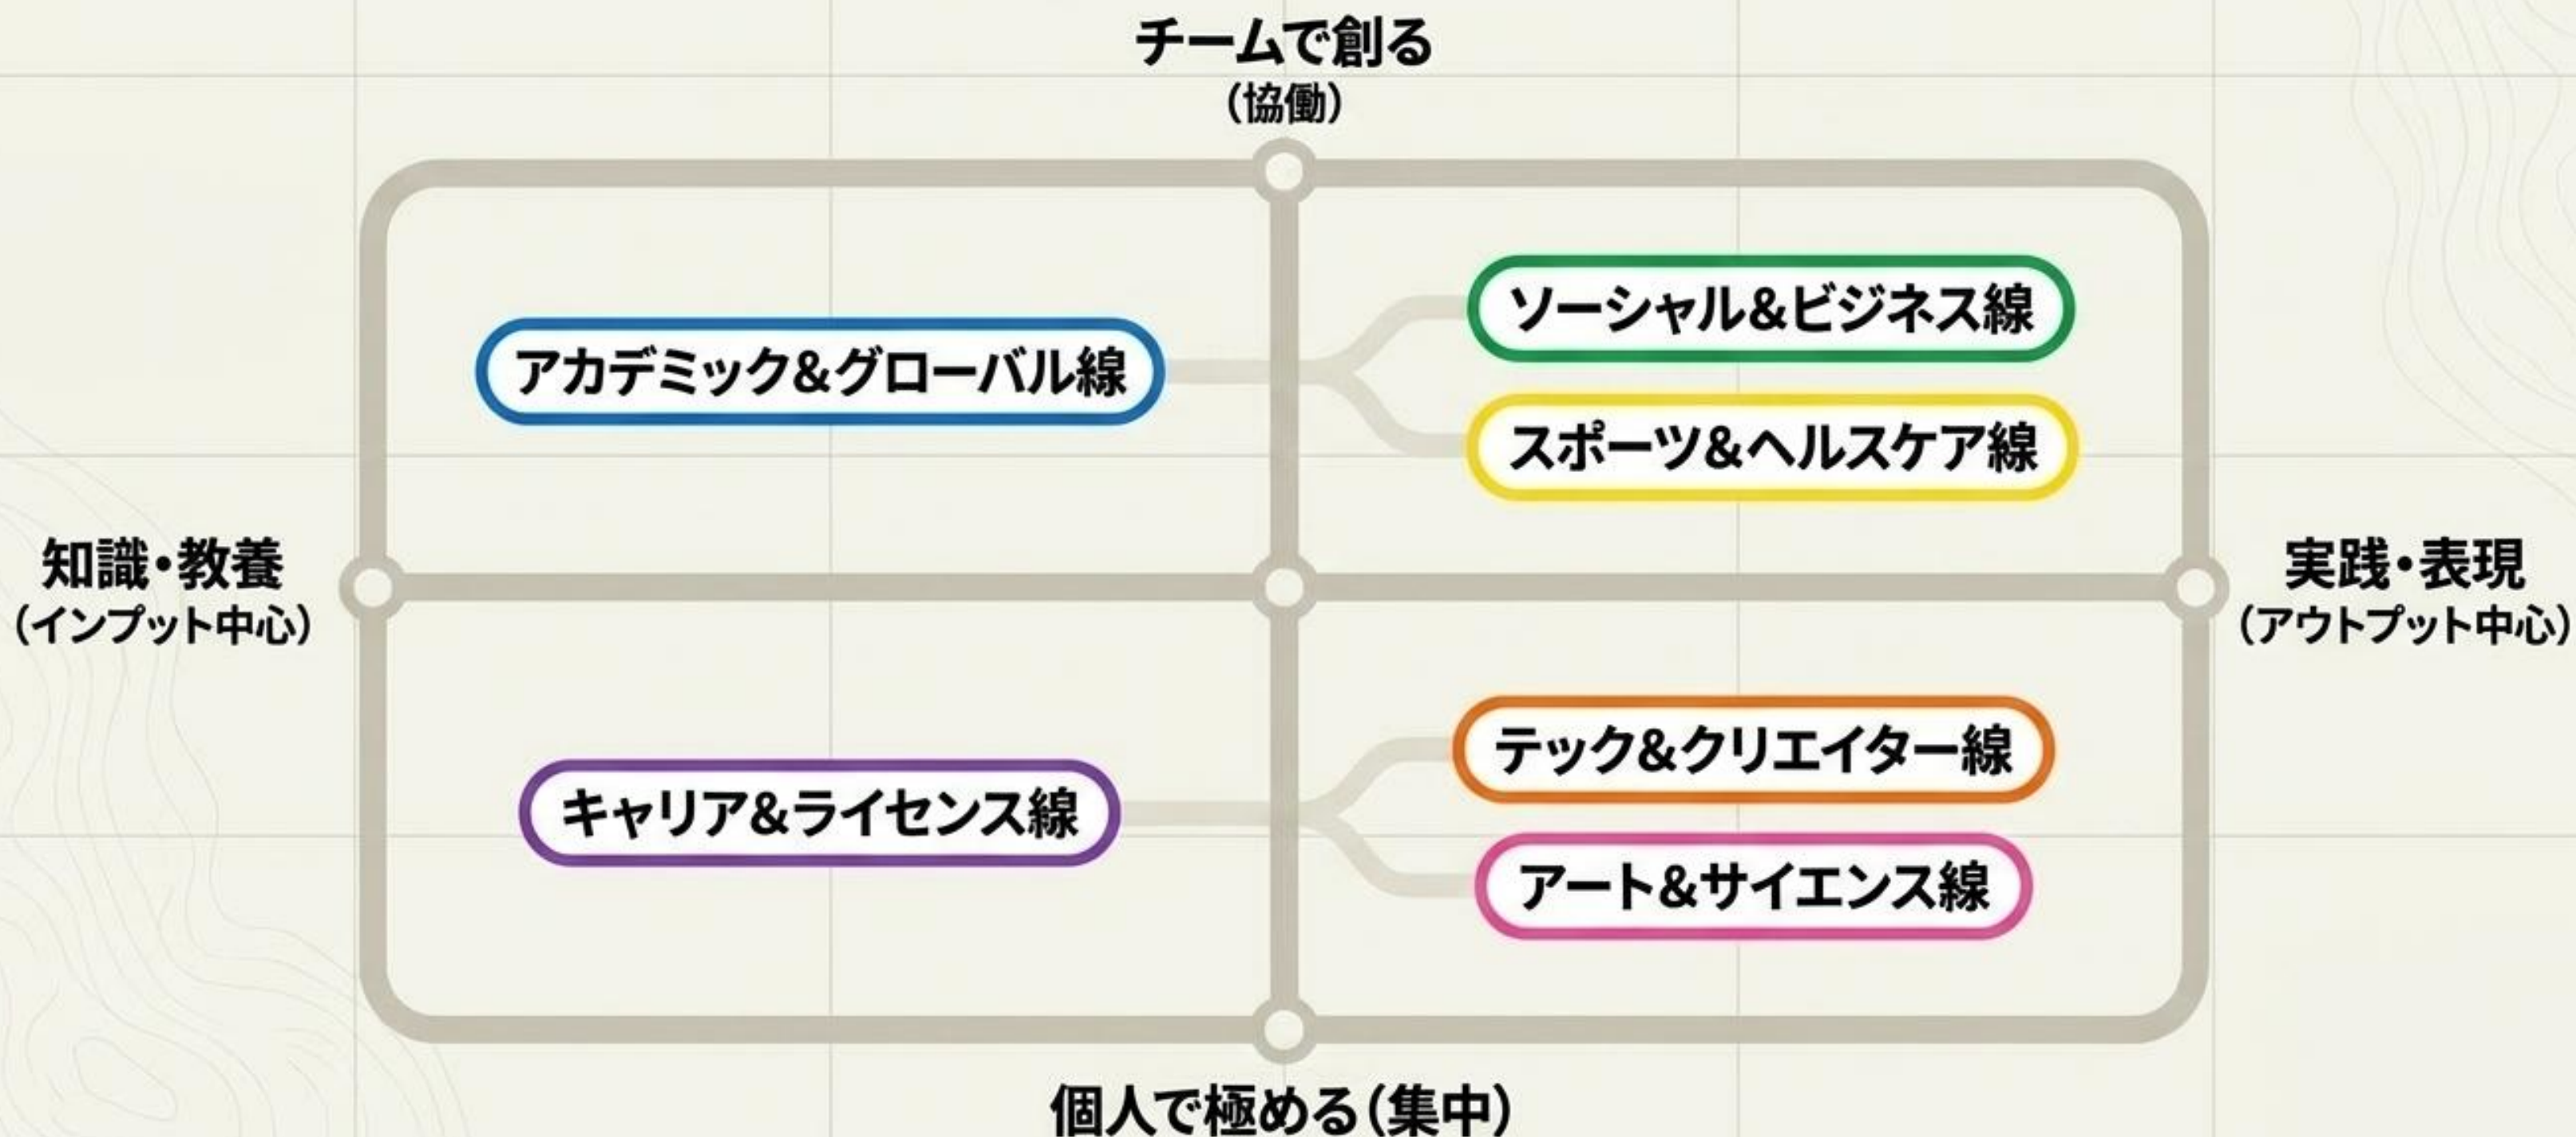 チームで創る
（協働）
ソーシャル&ビジネス線
アカデミック&グローバル線
スポーツ&ヘルスケア線
知識・教養
（インプット中心）
実践・表現
（アウトプット中心）
テック&クリエイター線
キャリア&ライセンス線
アート&サイエンス線
個人で極める（集中）